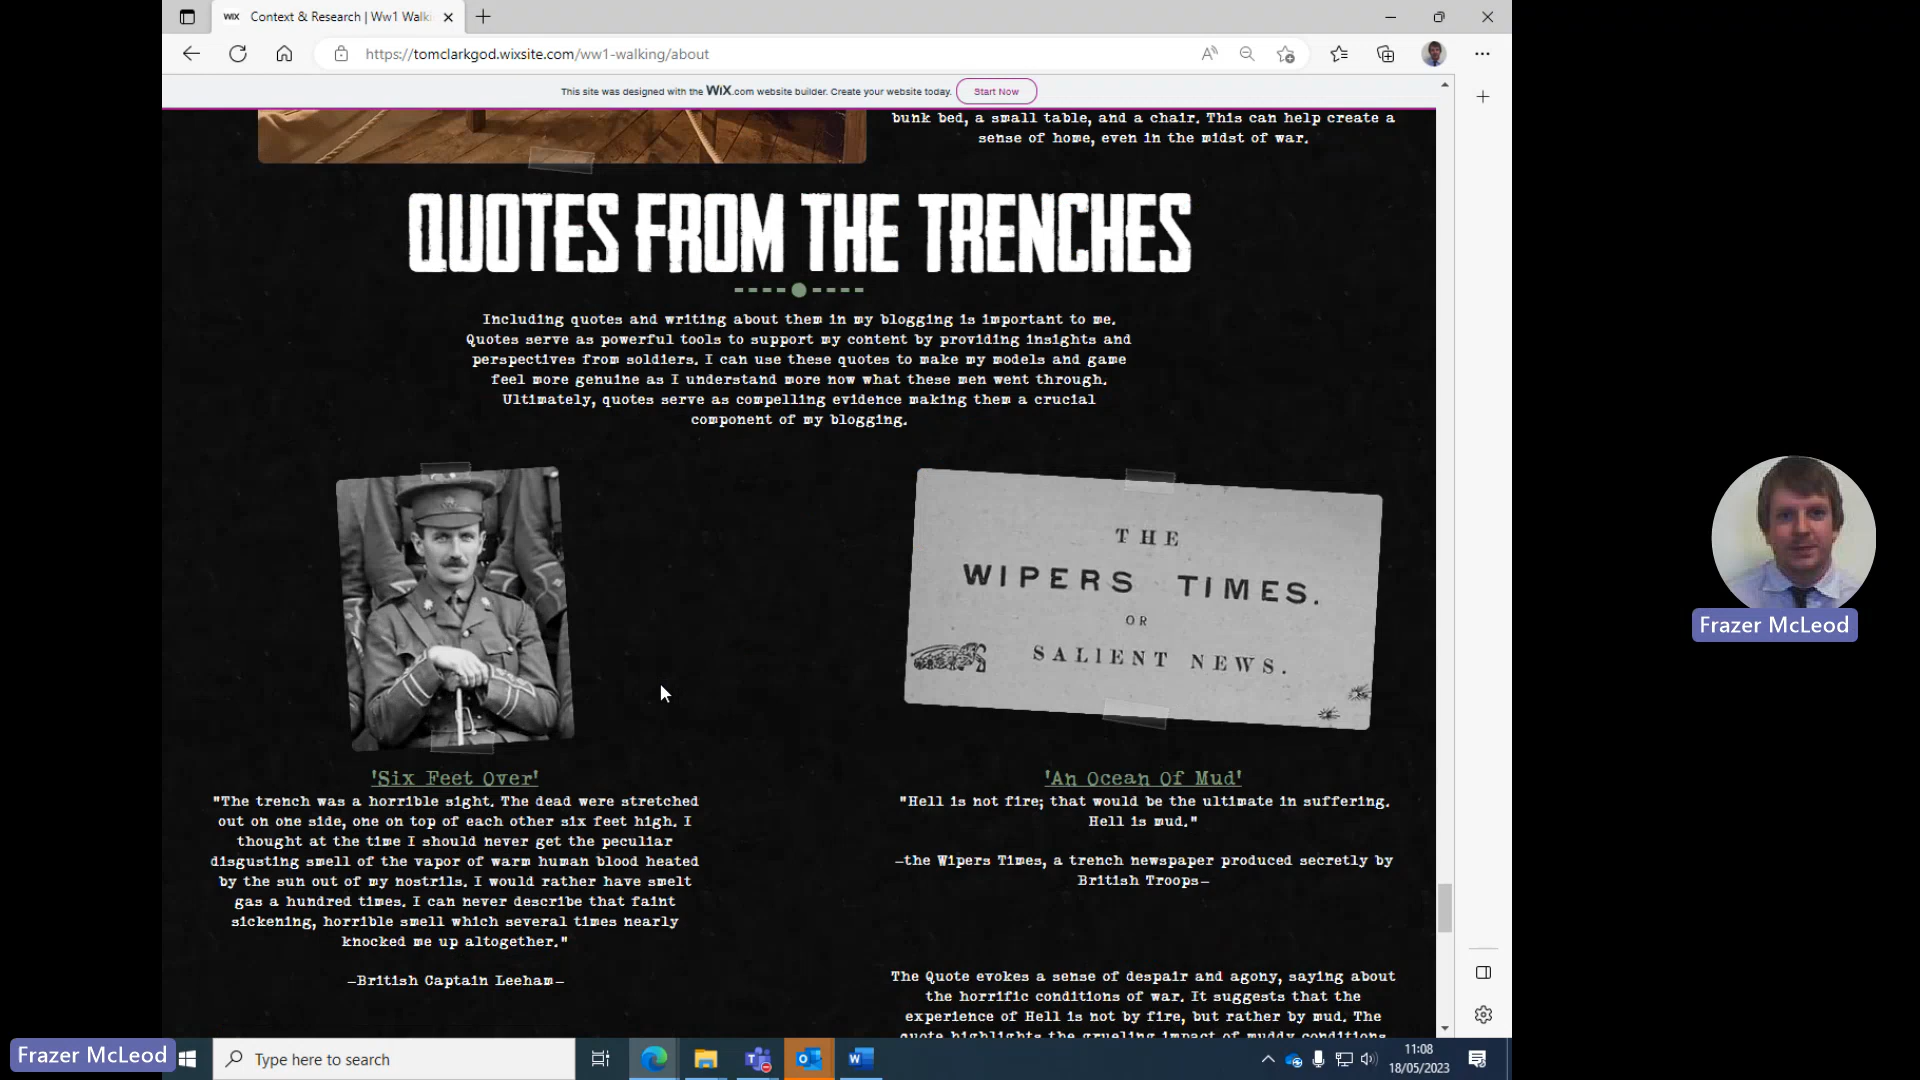 WIX
Context & Research | Ww1 Walki
https://tomclarkgod.wixsite.com/ww1-walking/about
This site was designed with the WiX.com website builder. Create your website today.
Start Now
bunk bed, a small table, and a chair. This can help create a
sense of home, even in the midst of war.
QUOTES FROM THE TRENCHES
Including quotes and writing about them in my blogging is important to me.
Quotes serve as powerful tools to support my content by providing insights and
perspectives from soldiers. I can use these quotes to make my models and game
feel more genuine as I understand more now what these men went through.
Ultimately, quotes serve as compelling evidence making them a crucial
component of my blogging.
THE
WIPERS TIMES.
OR
SALIENT NEWS.
'Six Feet Over'
"The trench was a horrible sight. The dead were stretched
out on one side, one on top of each other six feet high. I
thought at the time I should never get the peculiar
disgusting smell of the vapor of warm human blood heated
by the sun out of my nostrils. I would rather have smelt
gas a hundred times. I can never describe that faint
sickening, horrible smell which several times nearly
knocked me up altogether."
—British Captain Leeham—
'An Ocean Of Mud'
"Hell is not fire; that would be the ultimate in suffering.
Hell is mud."
—the Wipers Times, a trench newspaper produced secretly by
British Troops—
The Quote evokes a sense of despair and agony, saying about
the horrific conditions of war. It suggests that the
experience of Hell is not by fire, but rather by mud. The
quote highlights the grueling impact of muddy conditions
Frazer McLeod
Frazer McLeod
Type here to search
11:08
18/05/2023